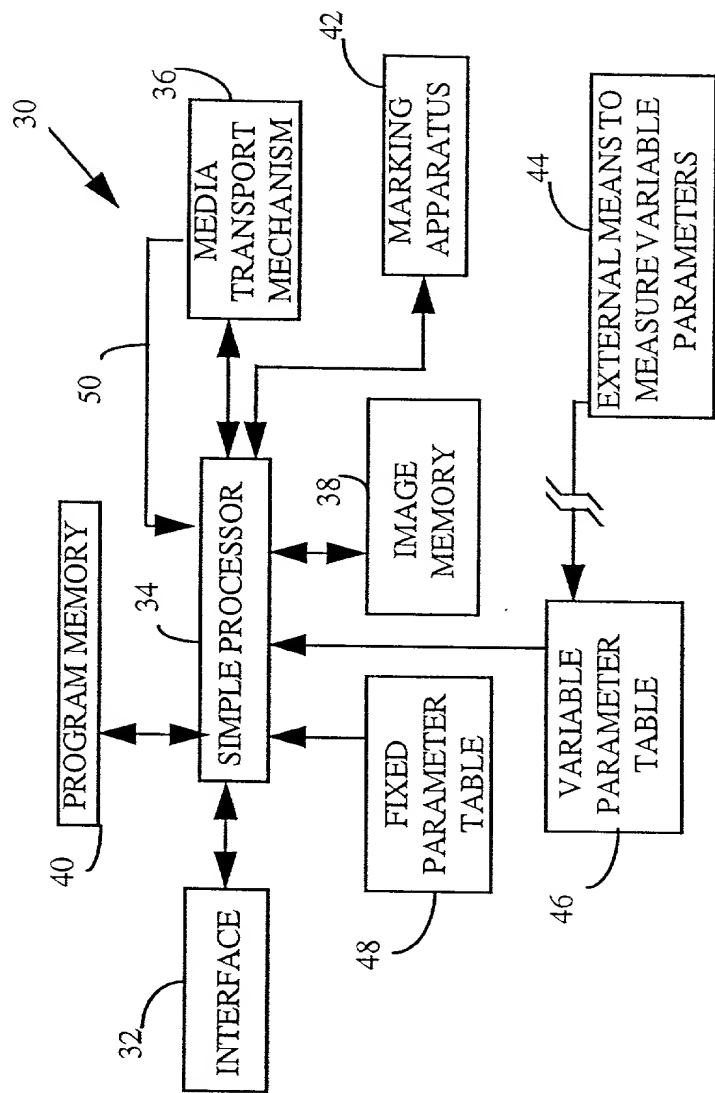 30
40
PROGRAM MEMORY
50
36
MEDIA
TRANSPORT
MECHANISM
32
INTERFACE
34
SIMPLE PROCESSOR
42
MARKING
APPARATUS
48
FIXED
PARAMETER
TABLE
38
IMAGE
MEMORY
44
EXTERNAL MEANS TO
MEASURE VARIABLE
PARAMETERS
46
VARIABLE
PARAMETER
TABLE